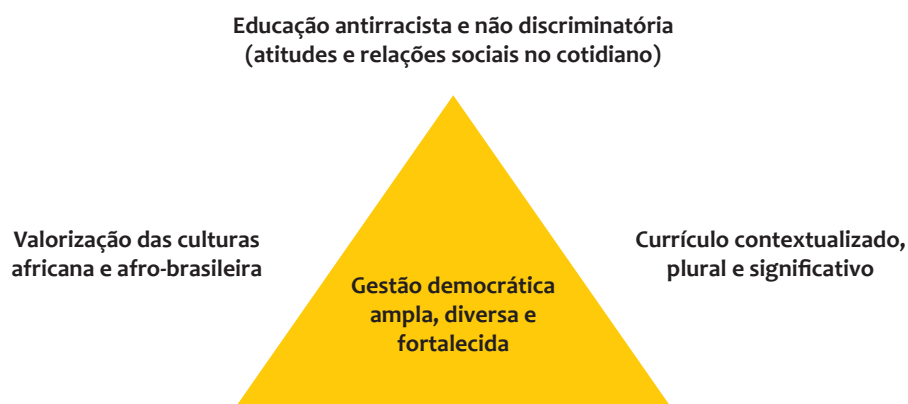 Educação antirracista e não discriminatória
(atitudes e relações sociais no cotidiano)
Valorização das culturas
africana e afro-brasileira
Currículo contextualizado,
plural e significativo
Gestão democrática
ampla, diversa e
fortalecida